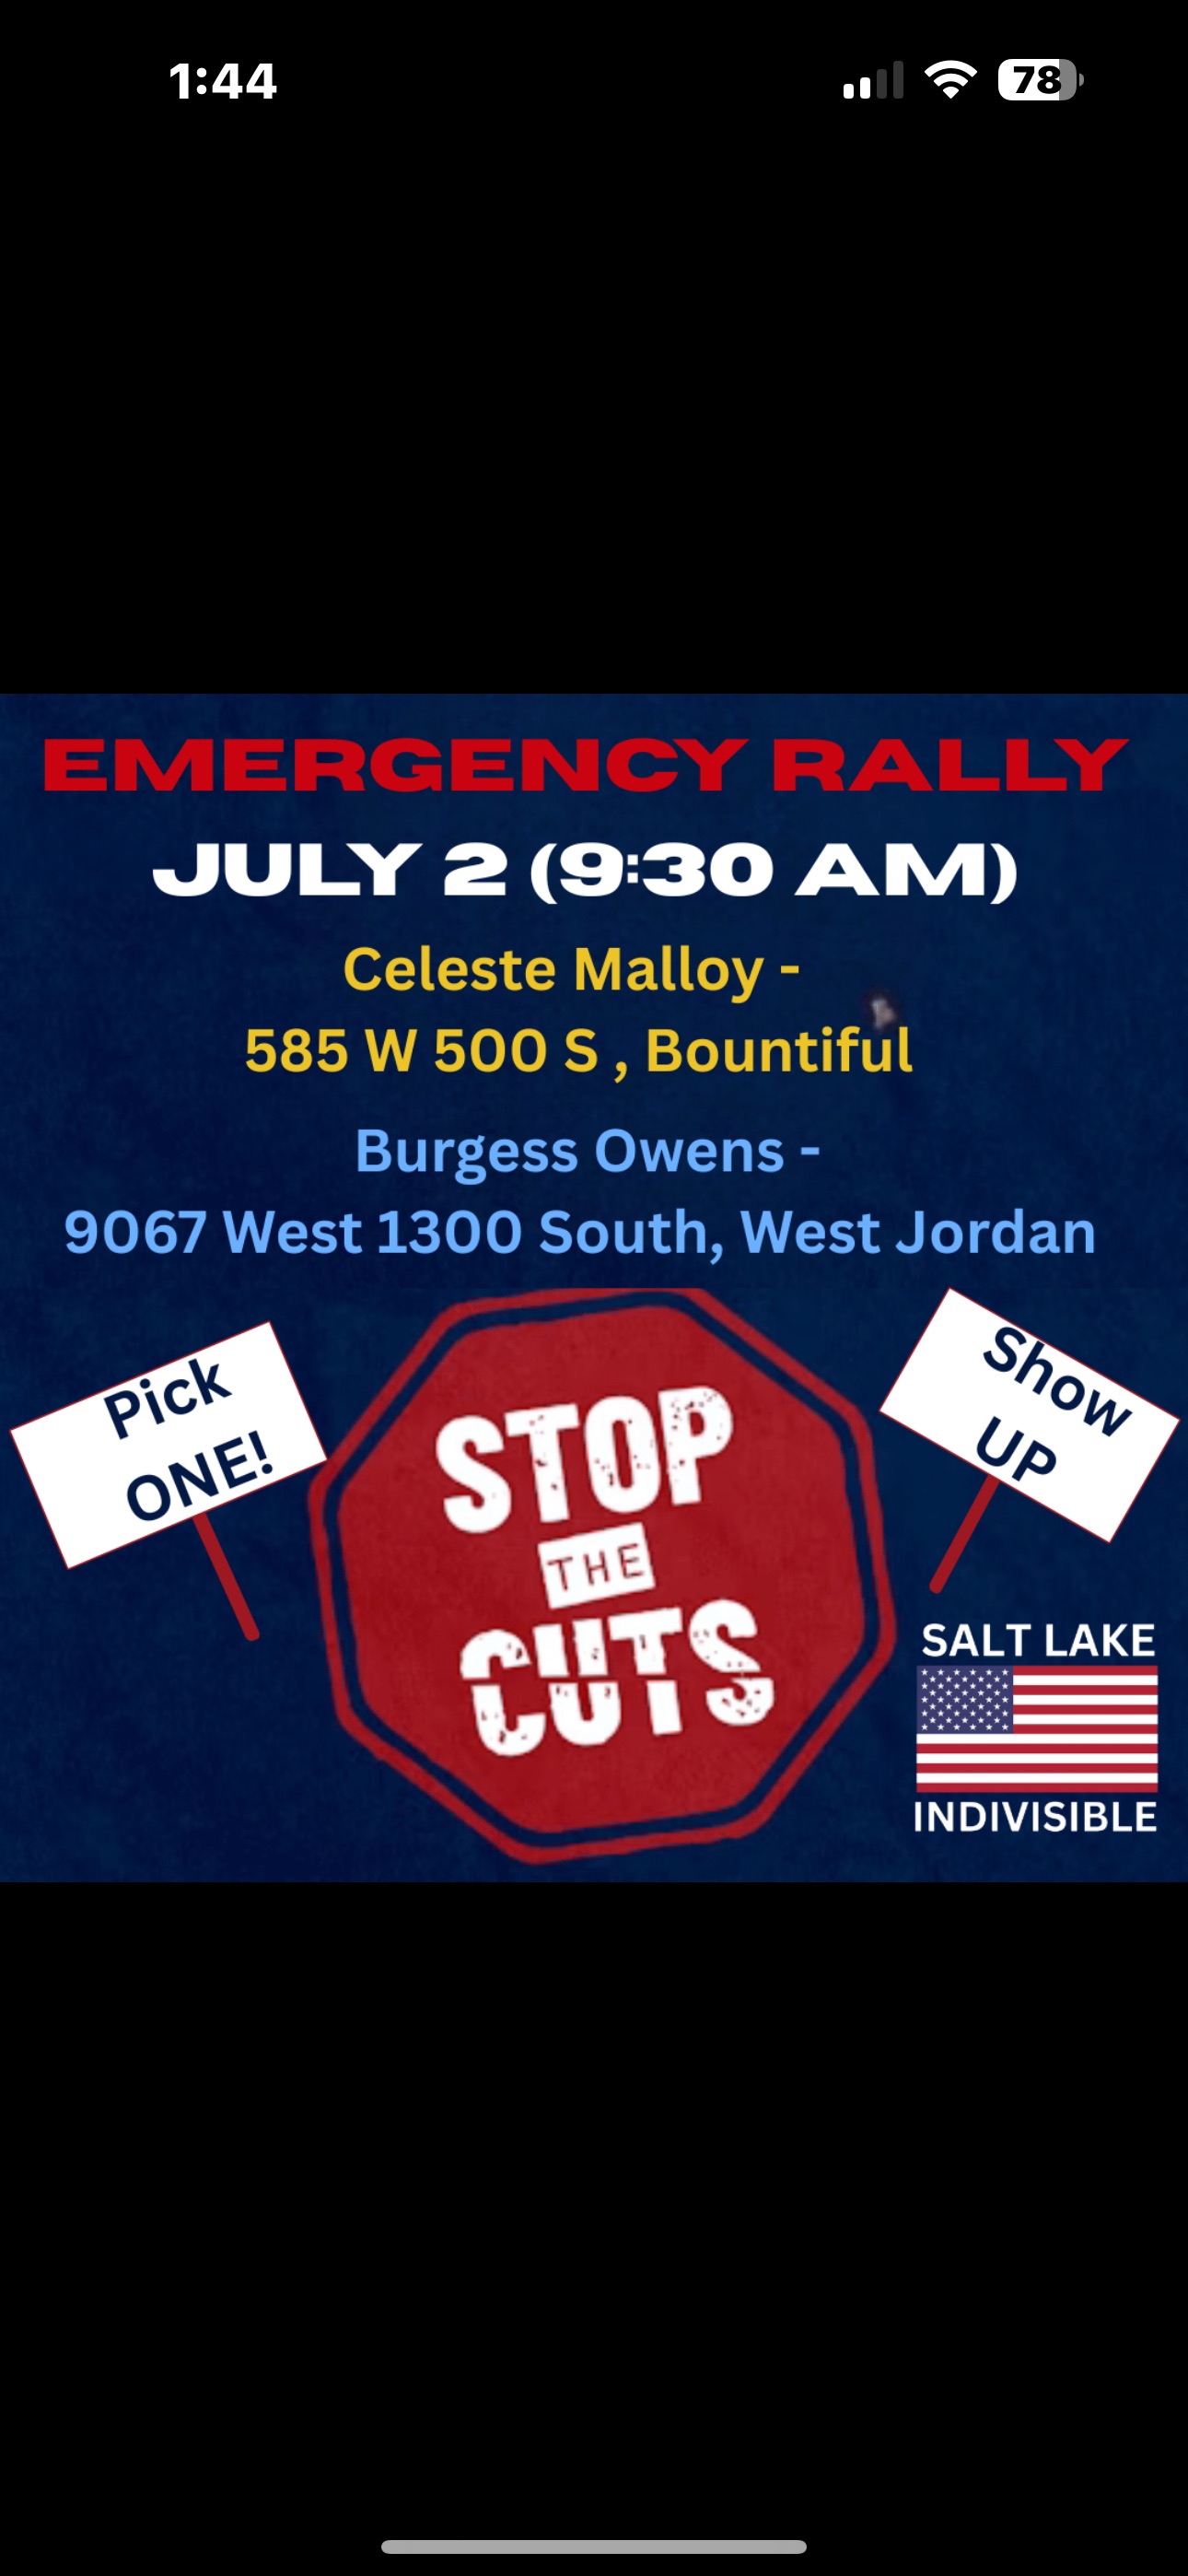 1:44
78
EMERGENCY RALLY
JULY 2 (9:30 AM)
Celeste Malloy -
585 W 500 S , Bountiful
Burgess Owens -
9067 West 1300 South, West Jordan
Pick
ONE!
STOP
THE
CUTS
Show
UP
SALT LAKE
INDIVISIBLE